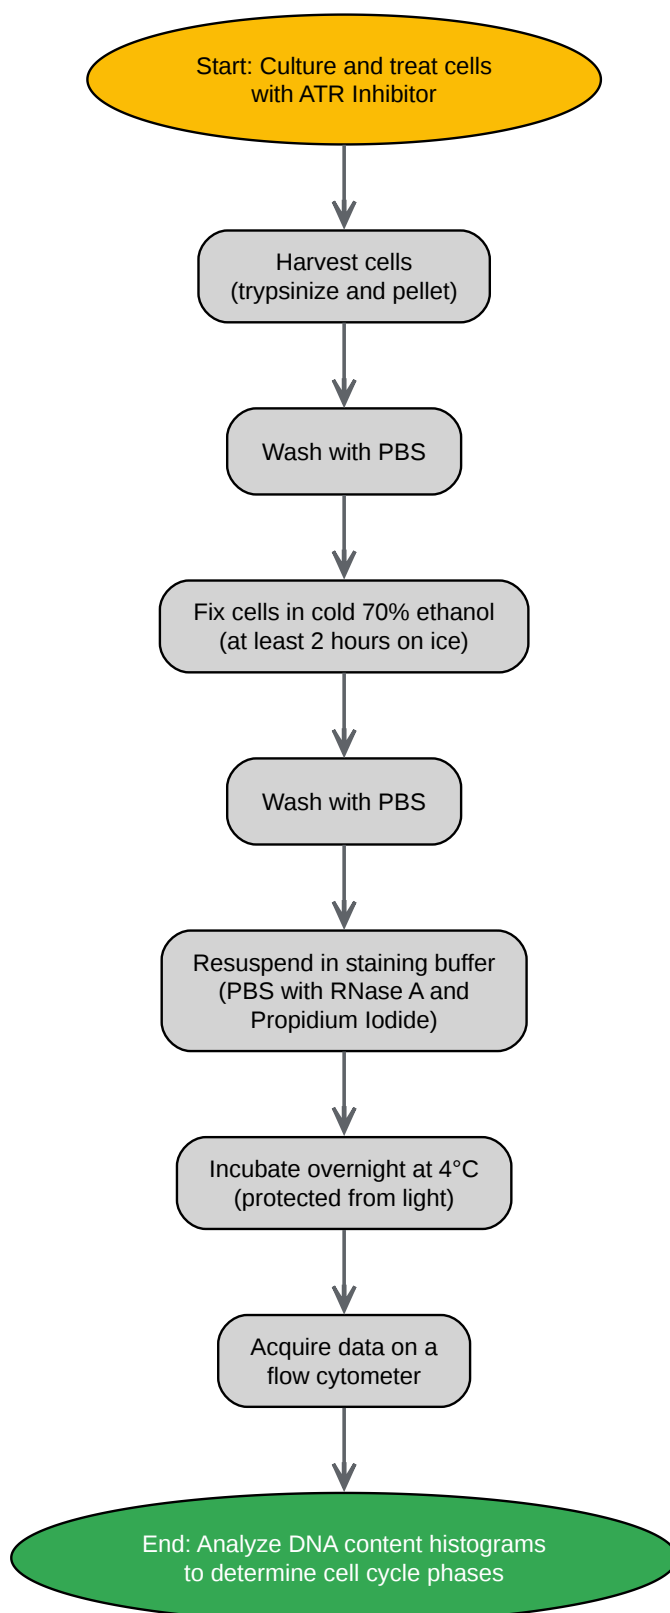 Start: Culture and treat cells
with ATR Inhibitor
Harvest cells
(trypsinize and pellet)
Wash with PBS
Fix cells in cold 70% ethanol
(at least 2 hours on ice)
Wash with PBS
Resuspend in staining buffer
(PBS with RNase A and
Propidium Iodide)
Incubate overnight at 4°C
(protected from light)
Acquire data on a
flow cytometer
End: Analyze DNA content histograms
to determine cell cycle phases